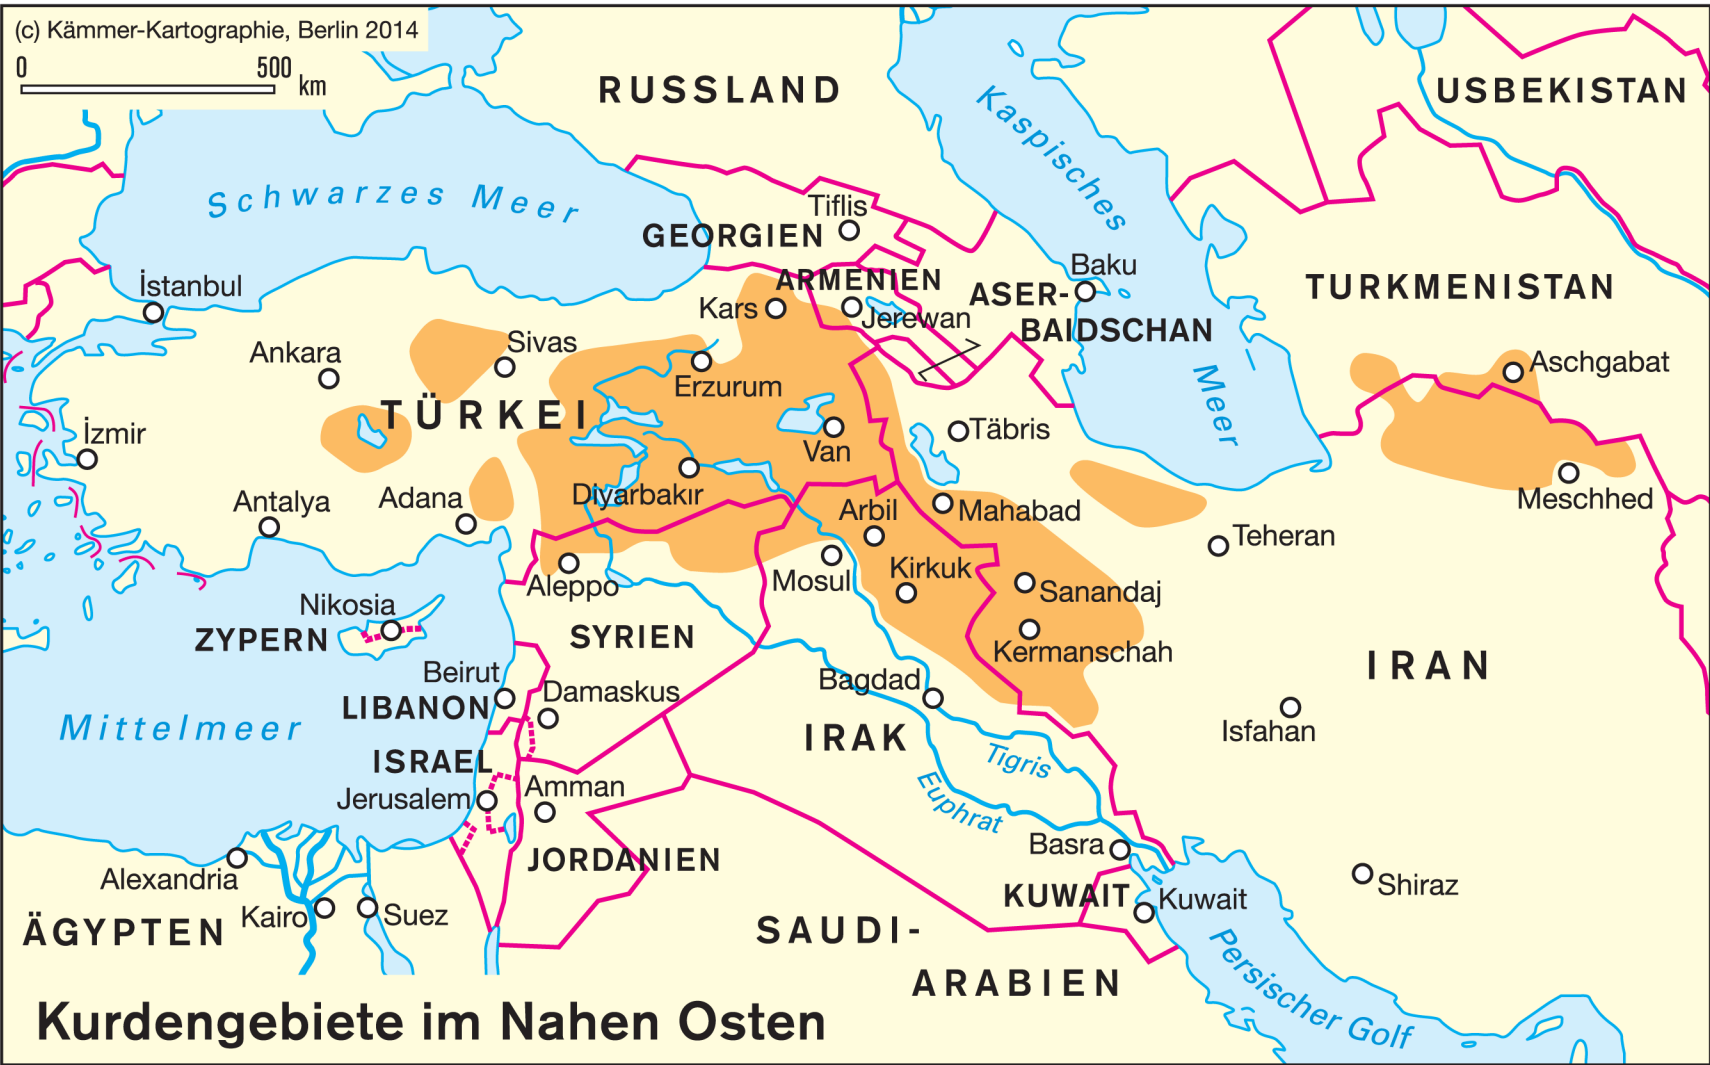 (c) Kämmer-Kartographie, Berlin 2014
0 500 km
RUSSLAND
USBEKISTAN
Kaspisches
Meer
Schwarzes Meer
Tiflis
GEORGIEN
İstanbul
ARMENIEN
Baku
ASER-
BAIDSCHAN
TURKMENISTAN
Kars
Jerewan
Ankara
Sivas
Erzurum
Aschgabat
TÜRKEI
İzmir
Van
Täbris
Antalya
Adana
Diyarbakır
Arbil
Mahabad
Meschhed
Teheran
Aleppo
Mosul
Kirkuk
Sanandaj
Nikosia
ZYPERN
SYRIEN
Kermanschah
IRAN
Beirut
Damaskus
Bagdad
LIBANON
Mittelmeer
IRAK
Isfahan
ISRAEL
Tigris
Euphrat
Jerusalem
Amman
Basra
JORDANIEN
Alexandria
KUWAIT
Kuwait
Shiraz
Kairo
Suez
ÄGYPTEN
SAUDI-
ARABIEN
Persischer Golf
Kurdengebiete im Nahen Osten